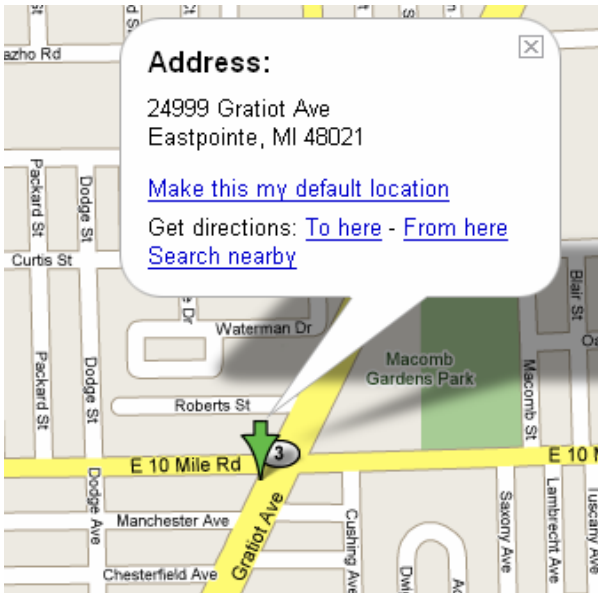 azho Rd
Address:
24999 Gratiot Ave
Eastpointe, MI 48021
Make this my default location
Get directions: To here - From here
Search nearby
Packard St
Dodge St
Curtis St
Blair St
Dr
Waterman Dr
Packard St
Dodge St
Macomb
Gardens Park
Macomb St
Roberts St
3
E 10 Mile Rd
E 10
Dodge Ave
Gratiot Ave
Manchester Ave
Cushing Ave
Saxony Ave
Lambrecht Ave
Tuscany Ave
Chesterfield Ave